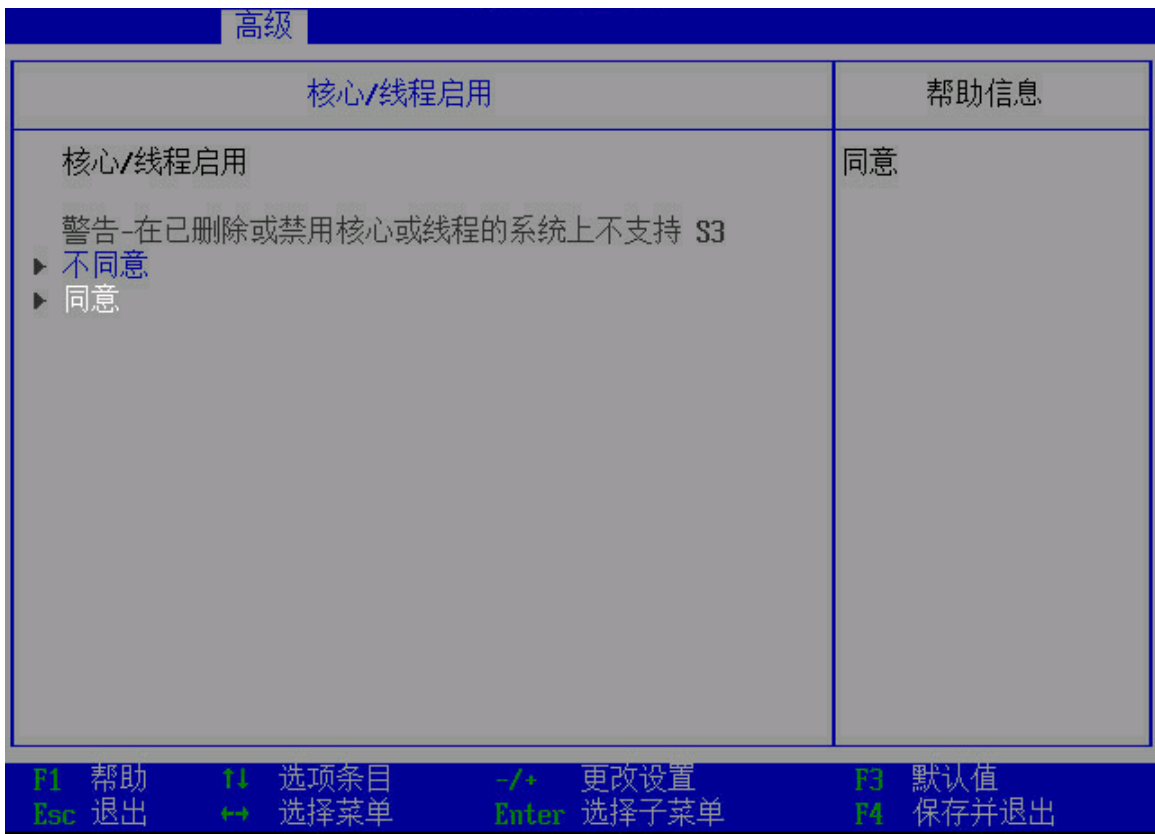 高级
核心/线程启用
帮助信息
核心/线程启用
同意
警告-在已删除或禁用核心或线程的系统上不支持 S3
不同意
同意
F1 帮助 ↑↓ 选项条目 -/+ 更改设置 F3 默认值
Esc 退出 ←→ 选择菜单 Enter 选择子菜单 F4 保存并退出